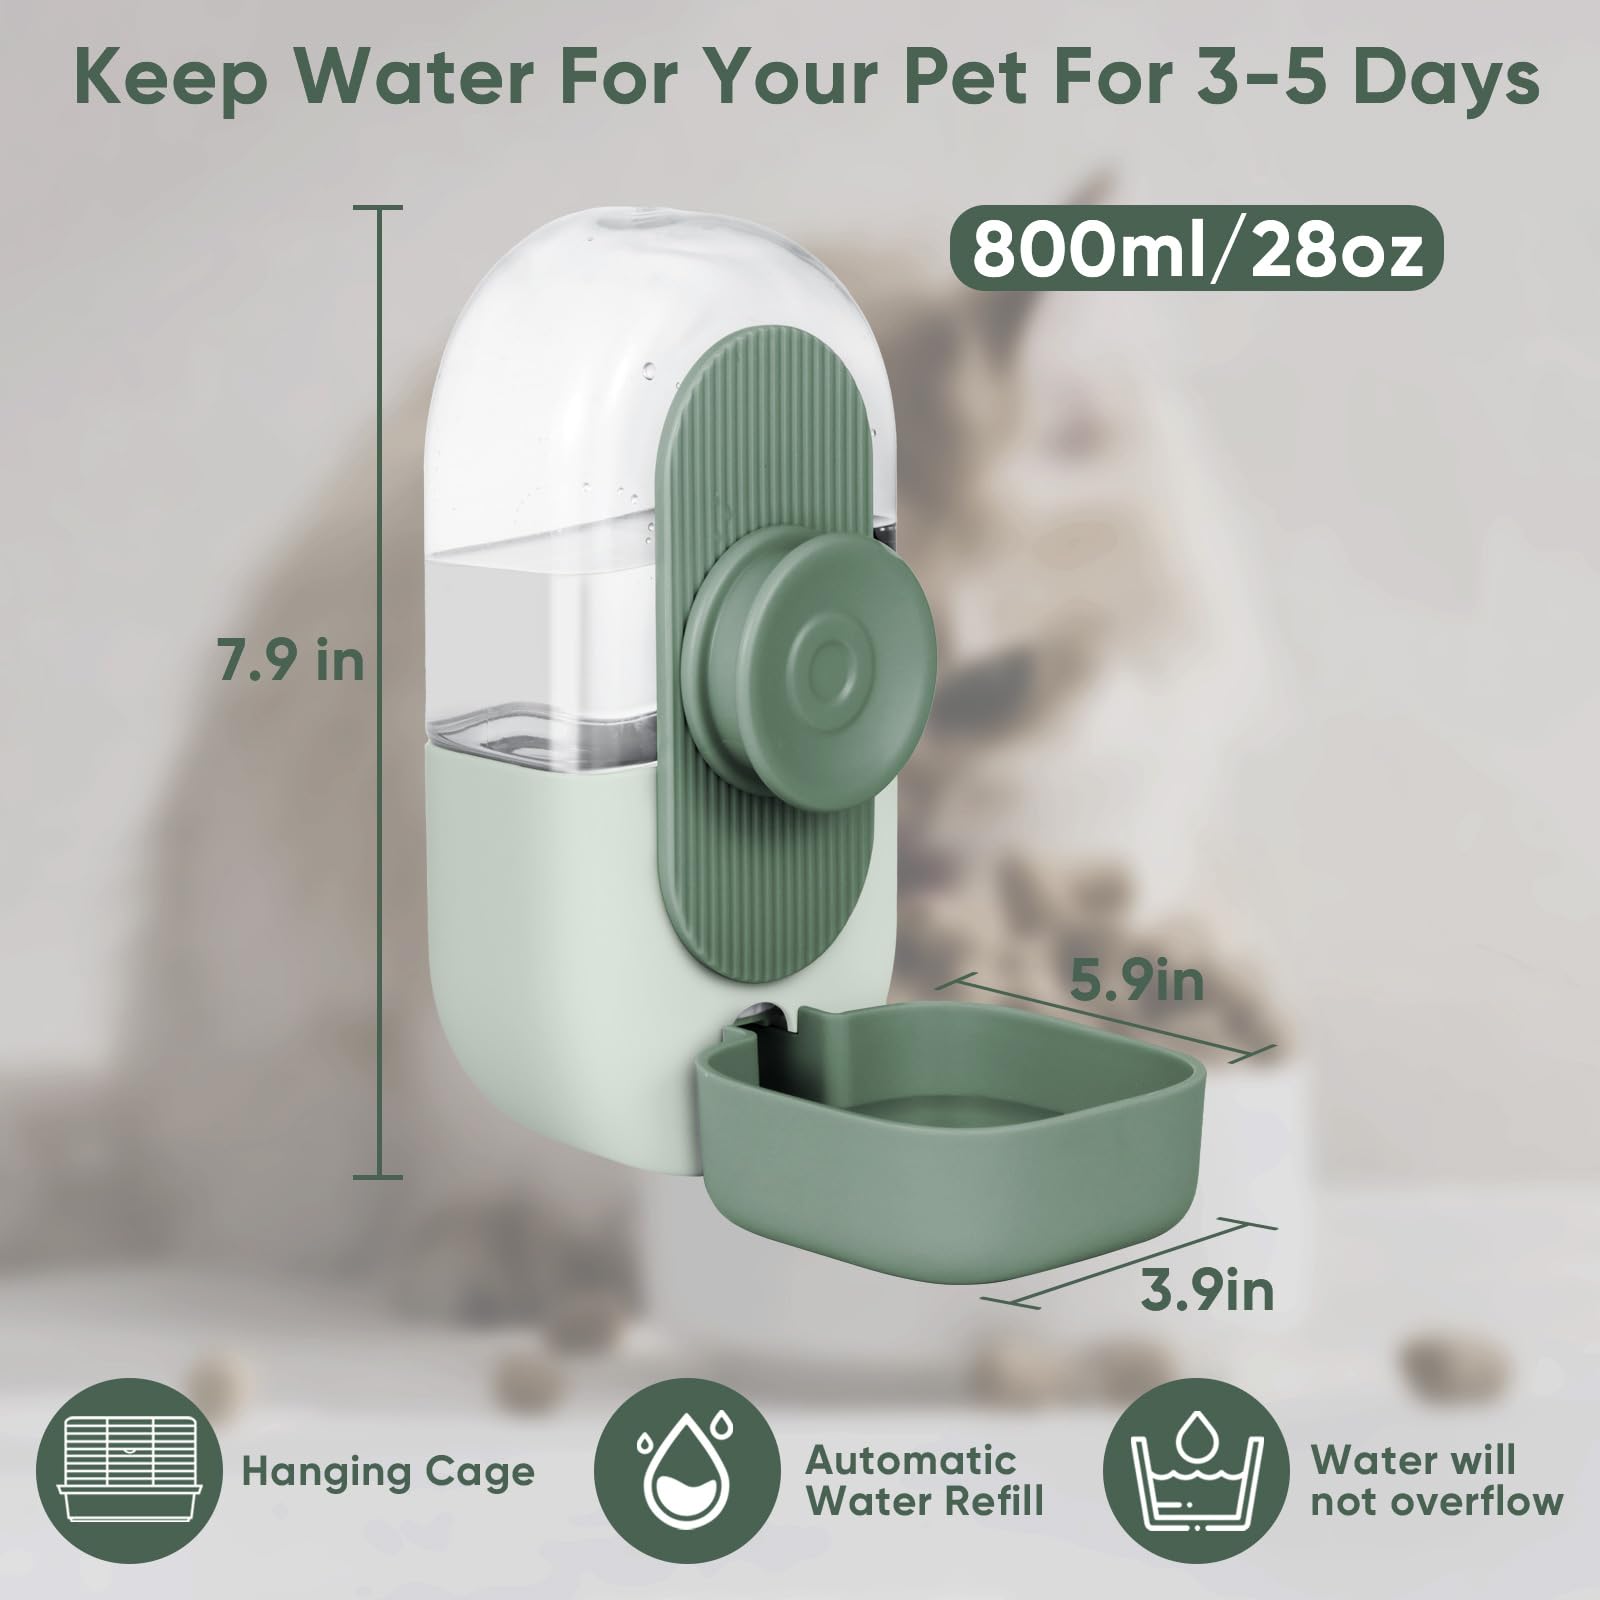 Keep Water For Your Pet For 3-5 Days
800ml/28oz
7.9 in
5.9in
3.9in
Hanging Cage
Automatic
Water Refill
Water will
not overflow